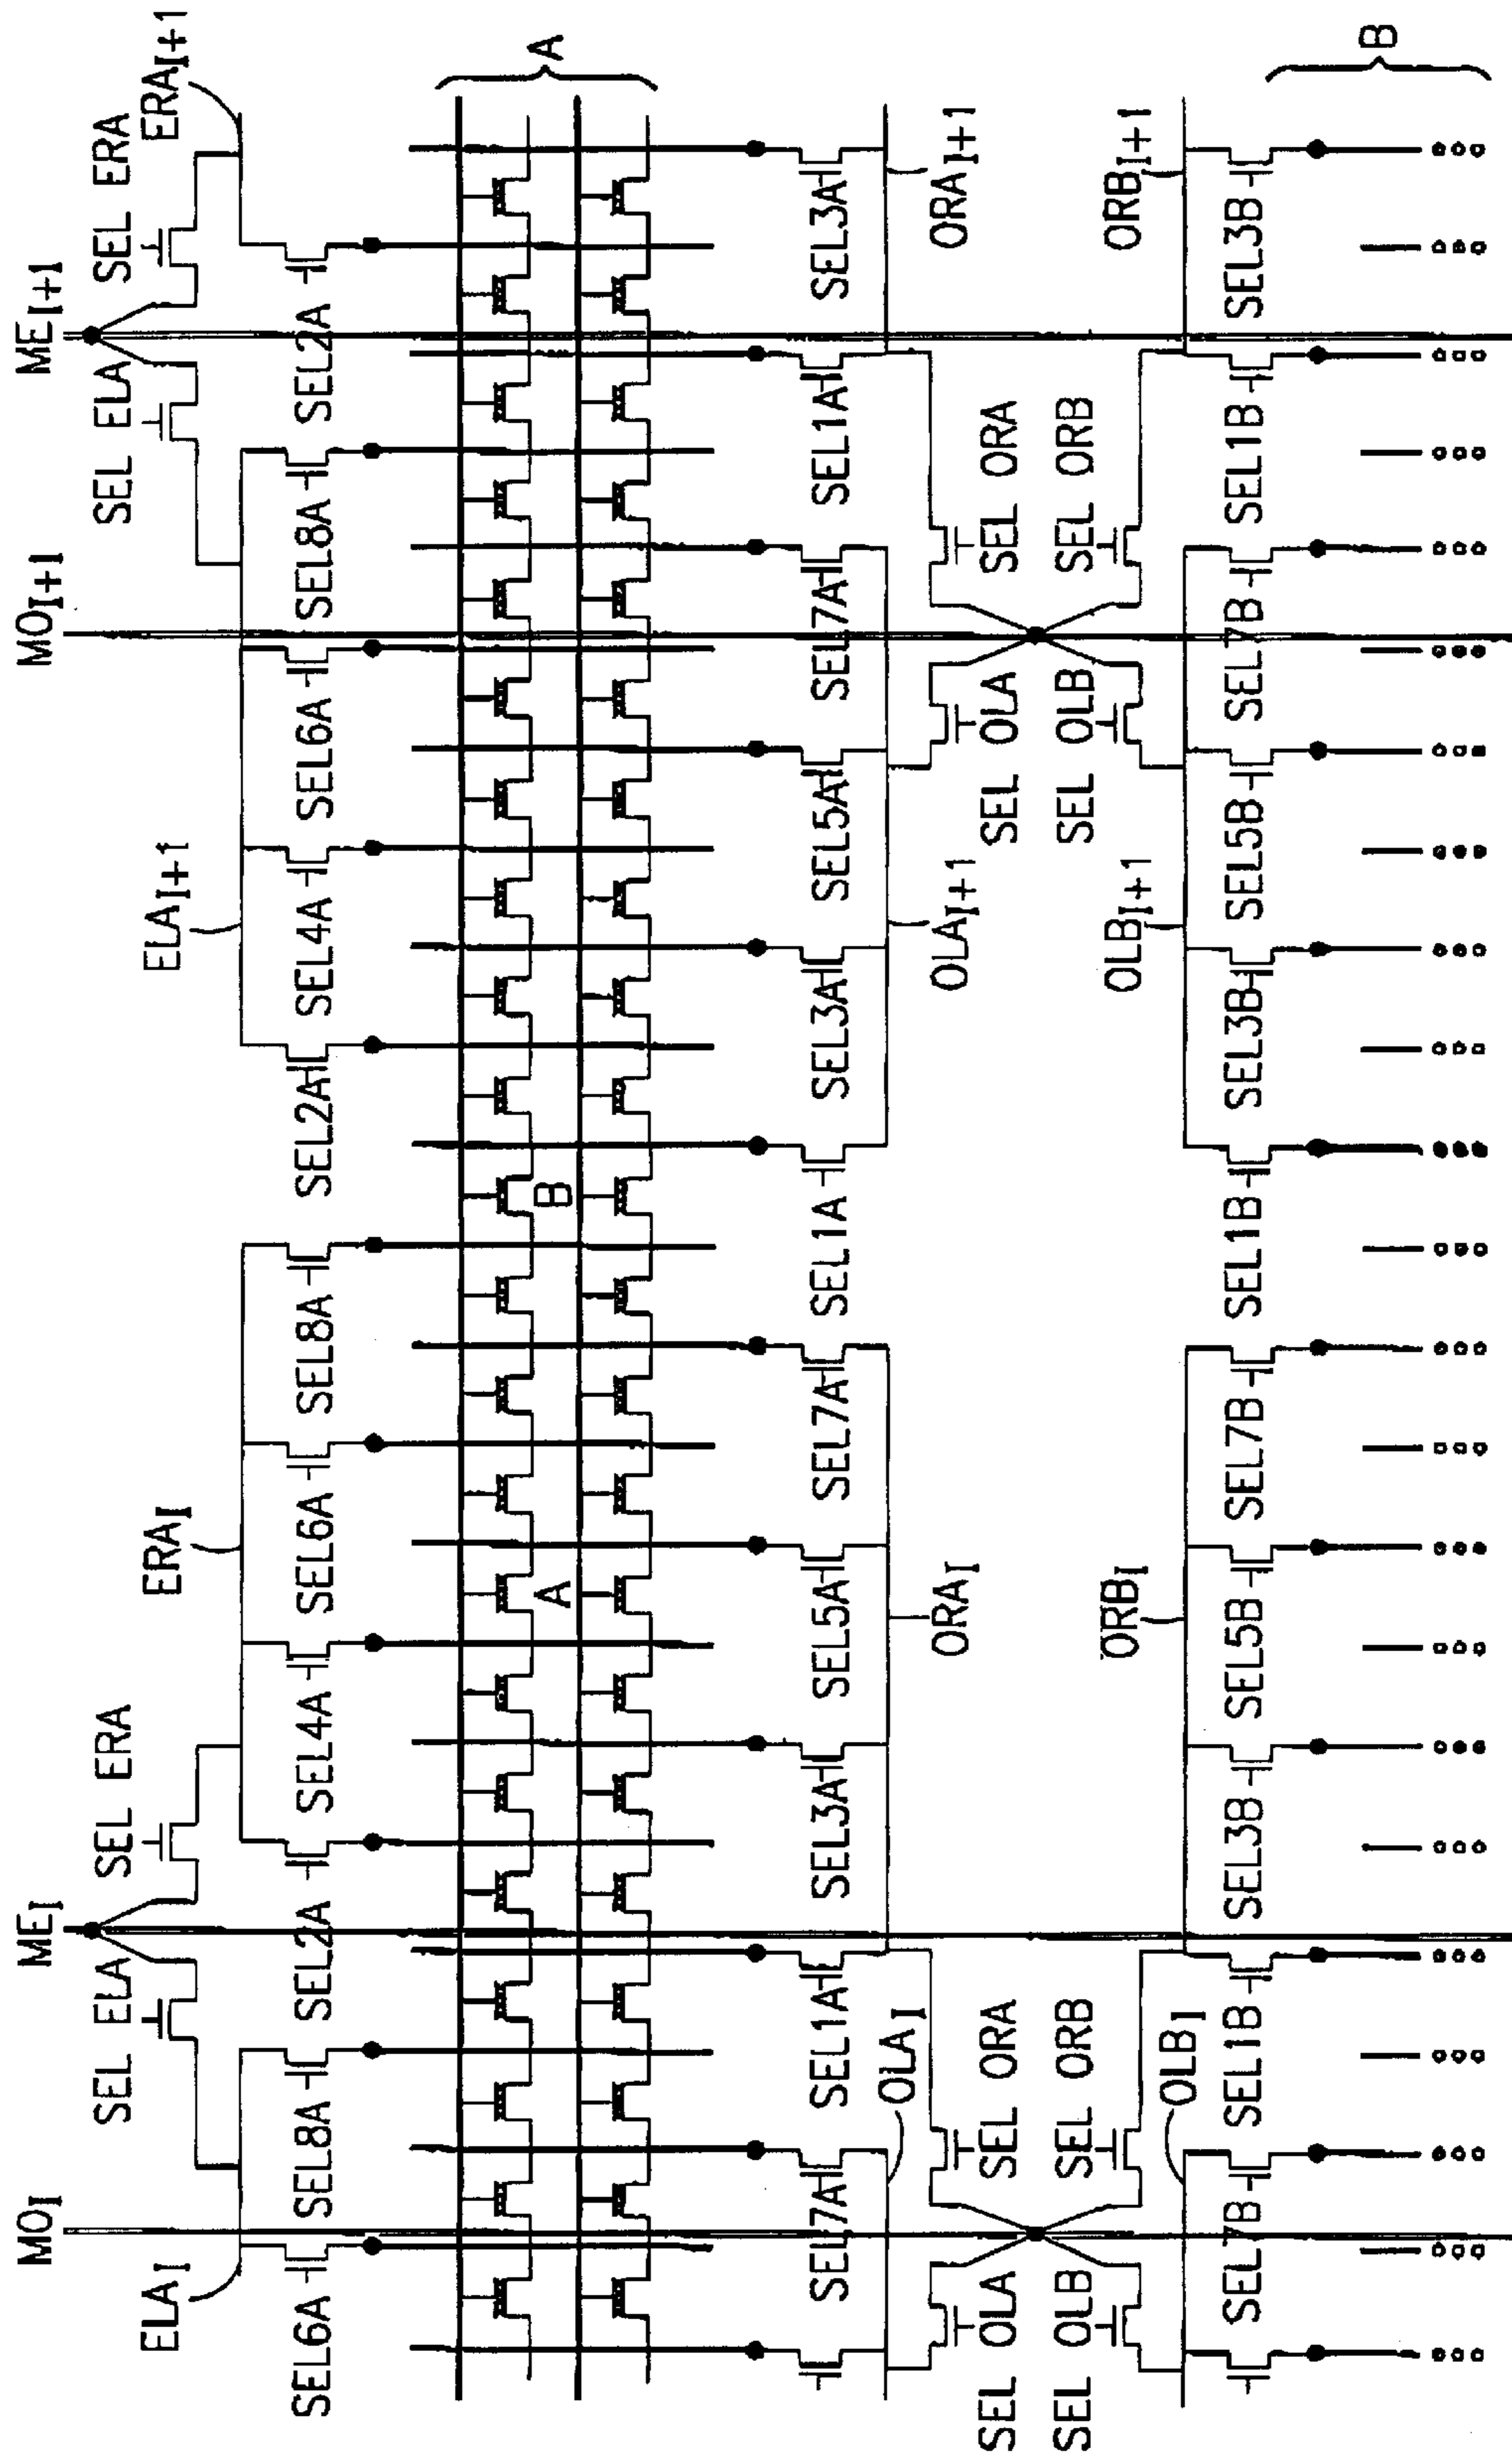 MOI MEI MOI+1 MEI+1
SEL ELA SEL ERA SEL ELA SEL ERA
ELAI ERAI ELAI+1 ERAI+1
SEL6A SEL8A SEL2A SEL4A SEL6A SEL8A SEL2A SEL4A SEL6A SEL8A SEL2A
A B A
SEL7A SEL1A SEL3A SEL5A SEL7A SEL1A SEL3A SEL5A SEL7A SEL1A SEL3A
OLAI ORAI OLAI+1 ORAI+1
SEL OLA SEL ORA SEL OLA SEL ORA
SEL OLB SEL ORB SEL OLB SEL ORB
OLBI ORBI OLBI+1 ORBI+1
SEL7B SEL1B SEL3B SEL5B SEL7B SEL1B SEL3B SEL5B SEL7B SEL1B SEL3B
B